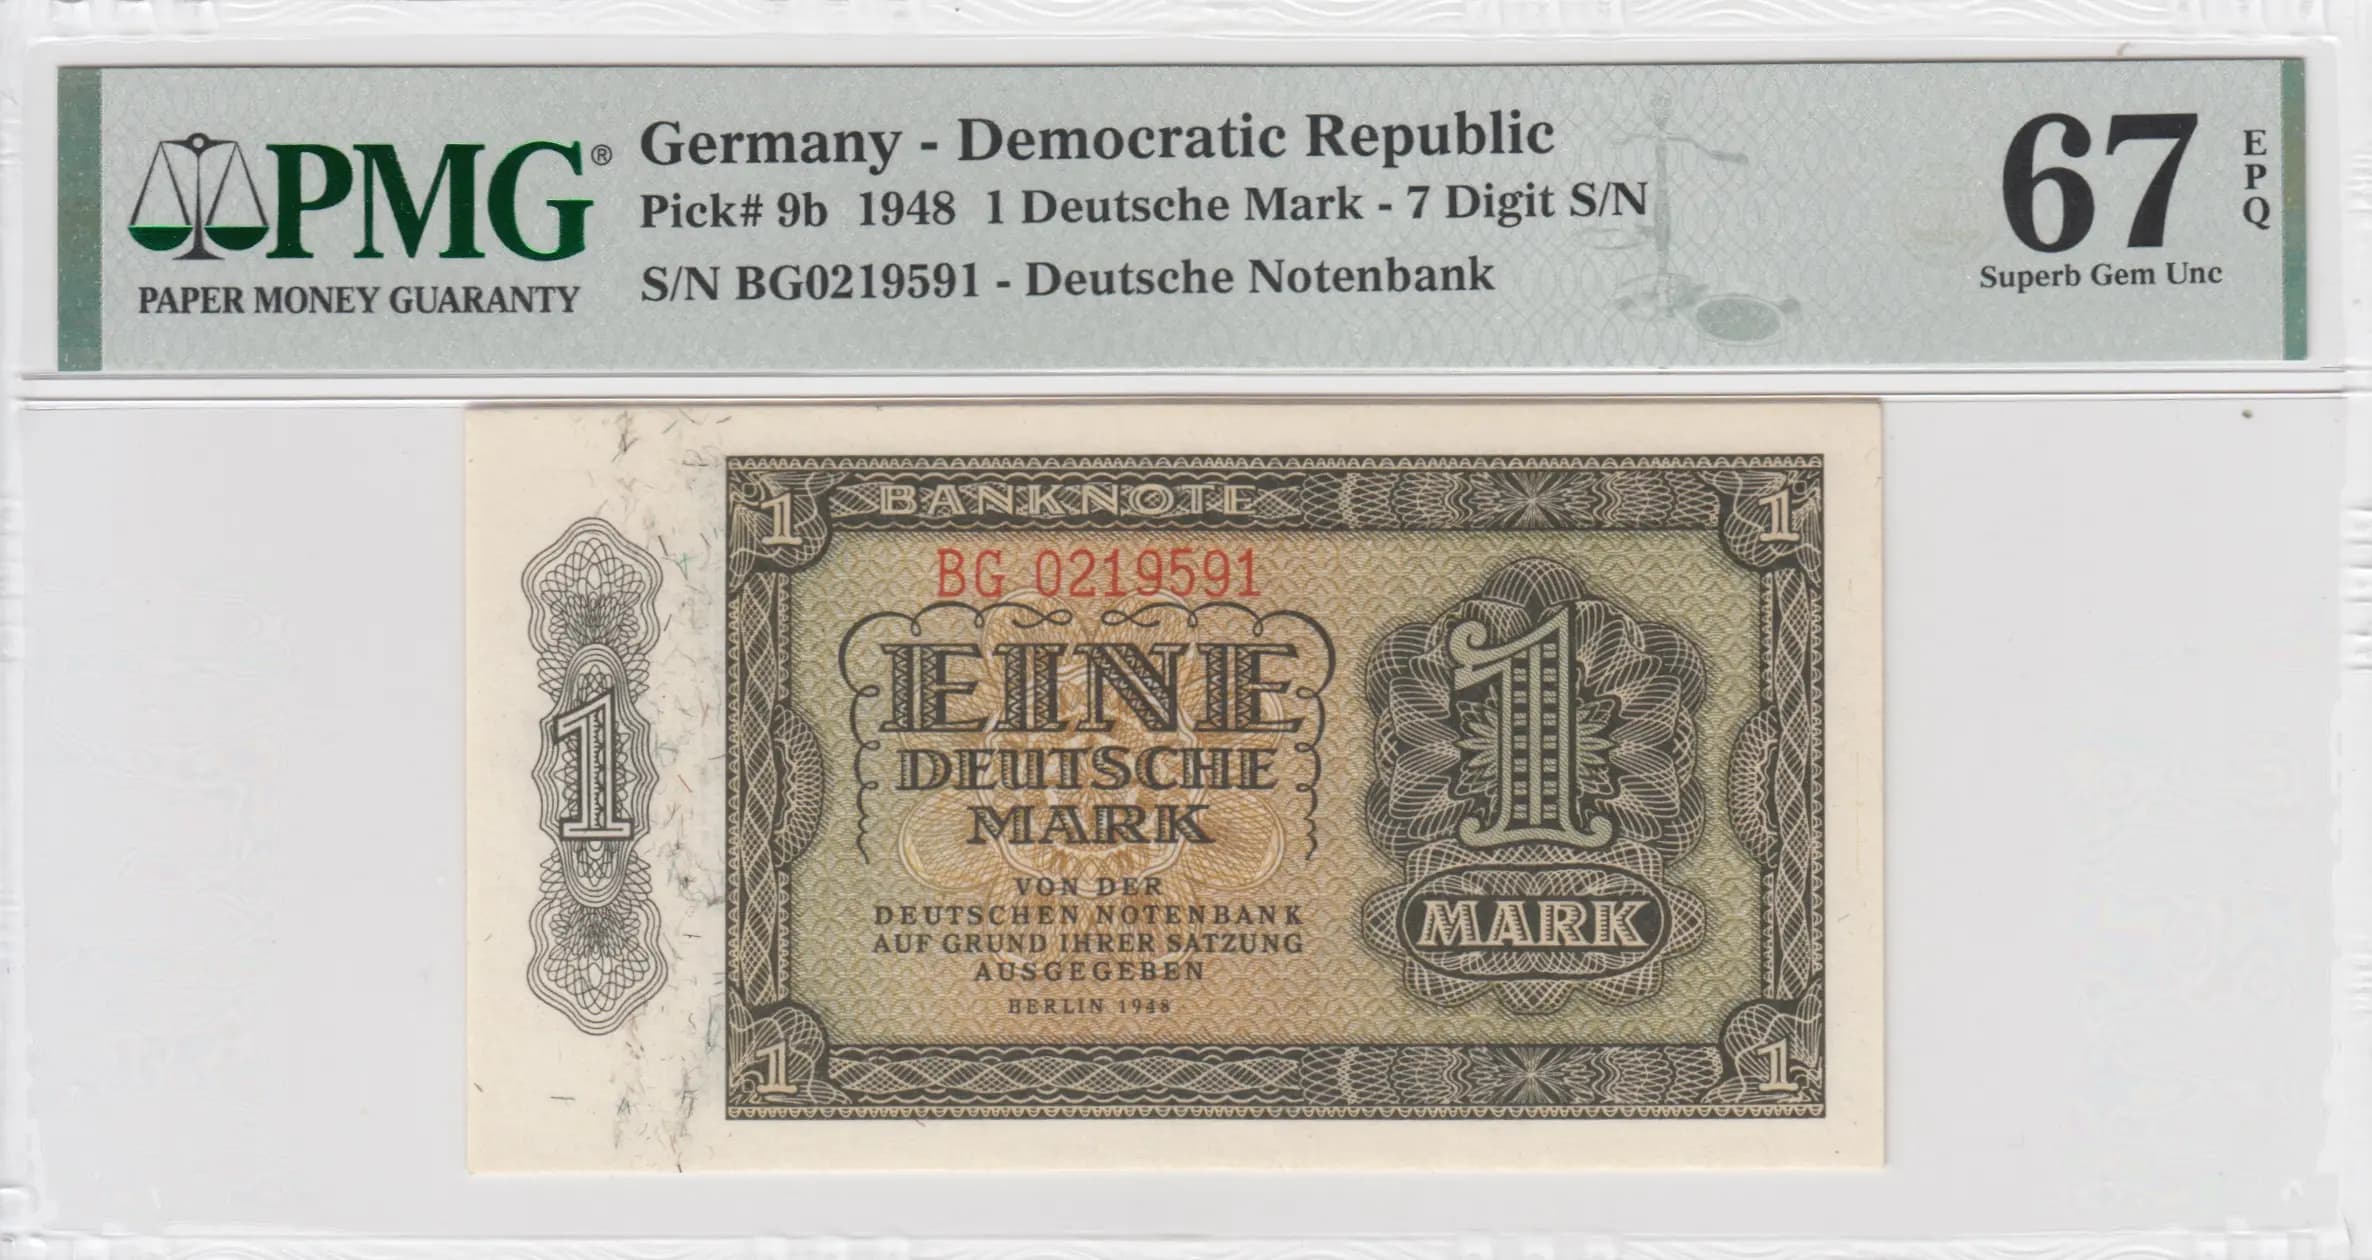 PMG®
PAPER MONEY GUARANTY
Germany - Democratic Republic
Pick# 9b 1948 1 Deutsche Mark - 7 Digit S/N
S/N BG0219591 - Deutsche Notenbank
67
EPQ
Superb Gem Unc
1 BANKNOTE 1
BG 0219591
EINE
DEUTSCHE
MARK
VON DER
DEUTSCHEN NOTENBANK
AUF GRUND IHRER SATZUNG
AUSGEGEBEN
BERLIN 1948
1
1
MARK
1
1